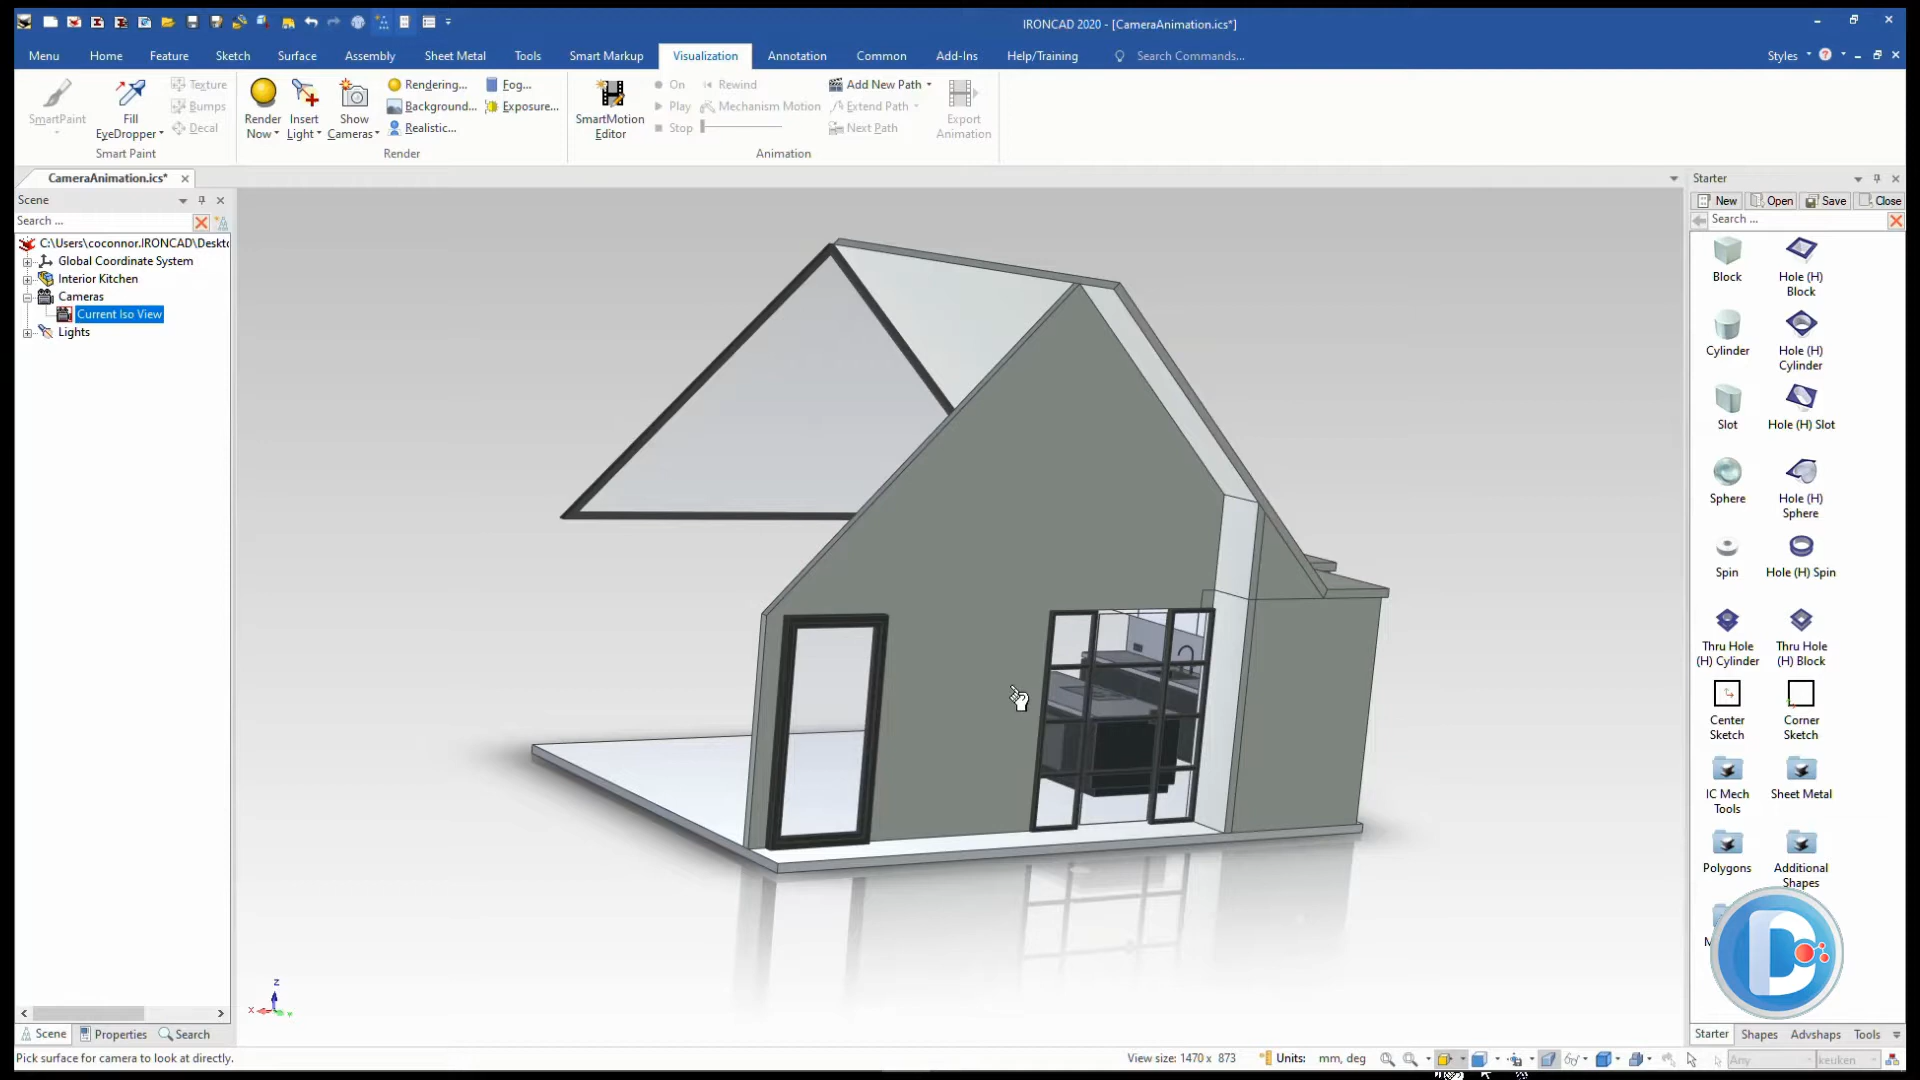 IRONCAD 2020 - [CameraAnimation.ics*]
Menu Home Feature Sketch Surface Assembly Sheet Metal Tools Smart Markup Visualization Annotation Common Add-Ins Help/Training Search Commands... Styles
SmartPaint
Fill
EyeDropper
Texture
Bumps
Decal
Smart Paint
Render
Now
Insert
Light
Show
Cameras
Rendering...
Background...
Realistic...
Fog...
Exposure...
Render
SmartMotion
Editor
On Rewind
Play Mechanism Motion
Stop
Add New Path
Extend Path
Next Path
Export
Animation
Animation
CameraAnimation.ics*
Scene
Search ...
C:\Users\coconnor.IRONCAD\Deskto
Global Coordinate System
Interior Kitchen
Cameras
Current Iso View
Lights
Z
X
Y
Scene Properties Search
Starter
New Open Save Close
Search ...
Block
Hole (H)
Block
Cylinder
Hole (H)
Cylinder
Slot
Hole (H) Slot
Sphere
Hole (H)
Sphere
Spin
Hole (H) Spin
Thru Hole
(H) Cylinder
Thru Hole
(H) Block
Center
Sketch
Corner
Sketch
IC Mech
Tools
Sheet Metal
Polygons
Additional
Shapes
Starter Shapes Advshaps Tools
Pick surface for camera to look at directly.
View size: 1470 x 873 Units: mm, deg Any keuken